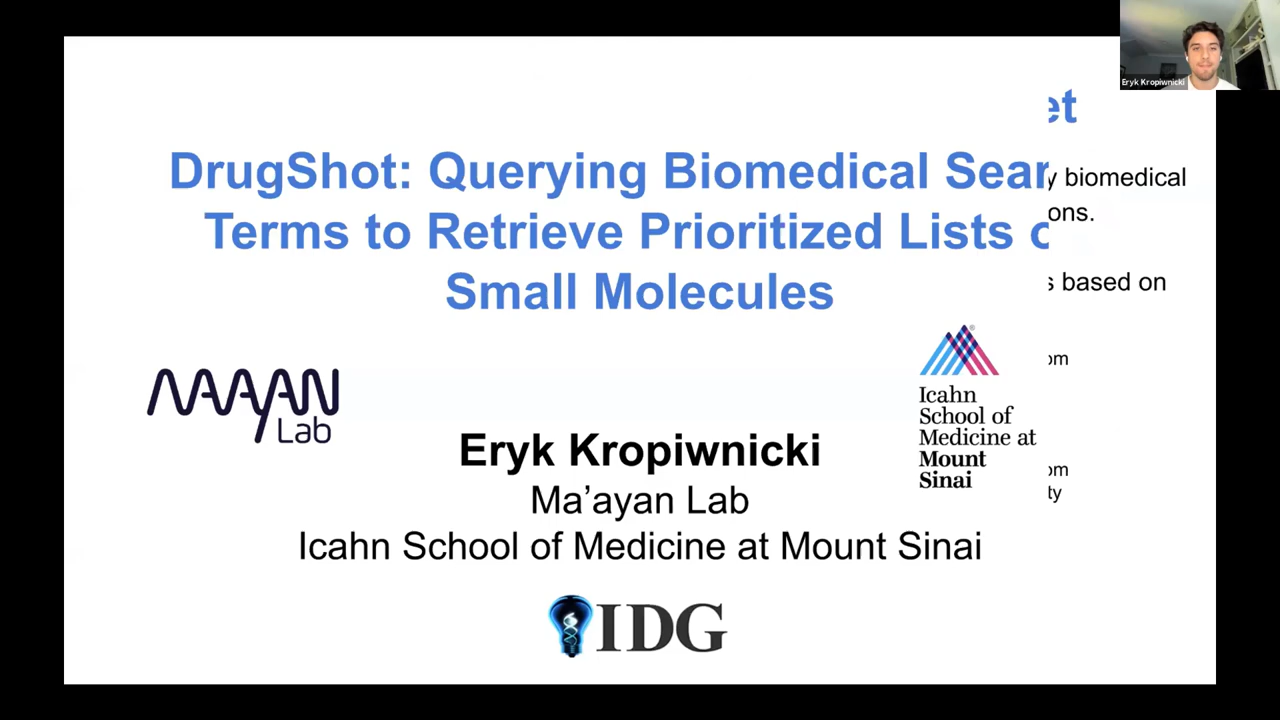 Eryk Kropiwnicki
et
DrugShot: Querying Biomedical Sear
y biomedical
ons.
Terms to Retrieve Prioritized Lists
s based on
Small Molecules
MAAYAN
Lab
Icahn
School of
Medicine at
Mount
Sinai
om
Eryk Kropiwnicki
om
ty
Ma’ayan Lab
Icahn School of Medicine at Mount Sinai
IDG